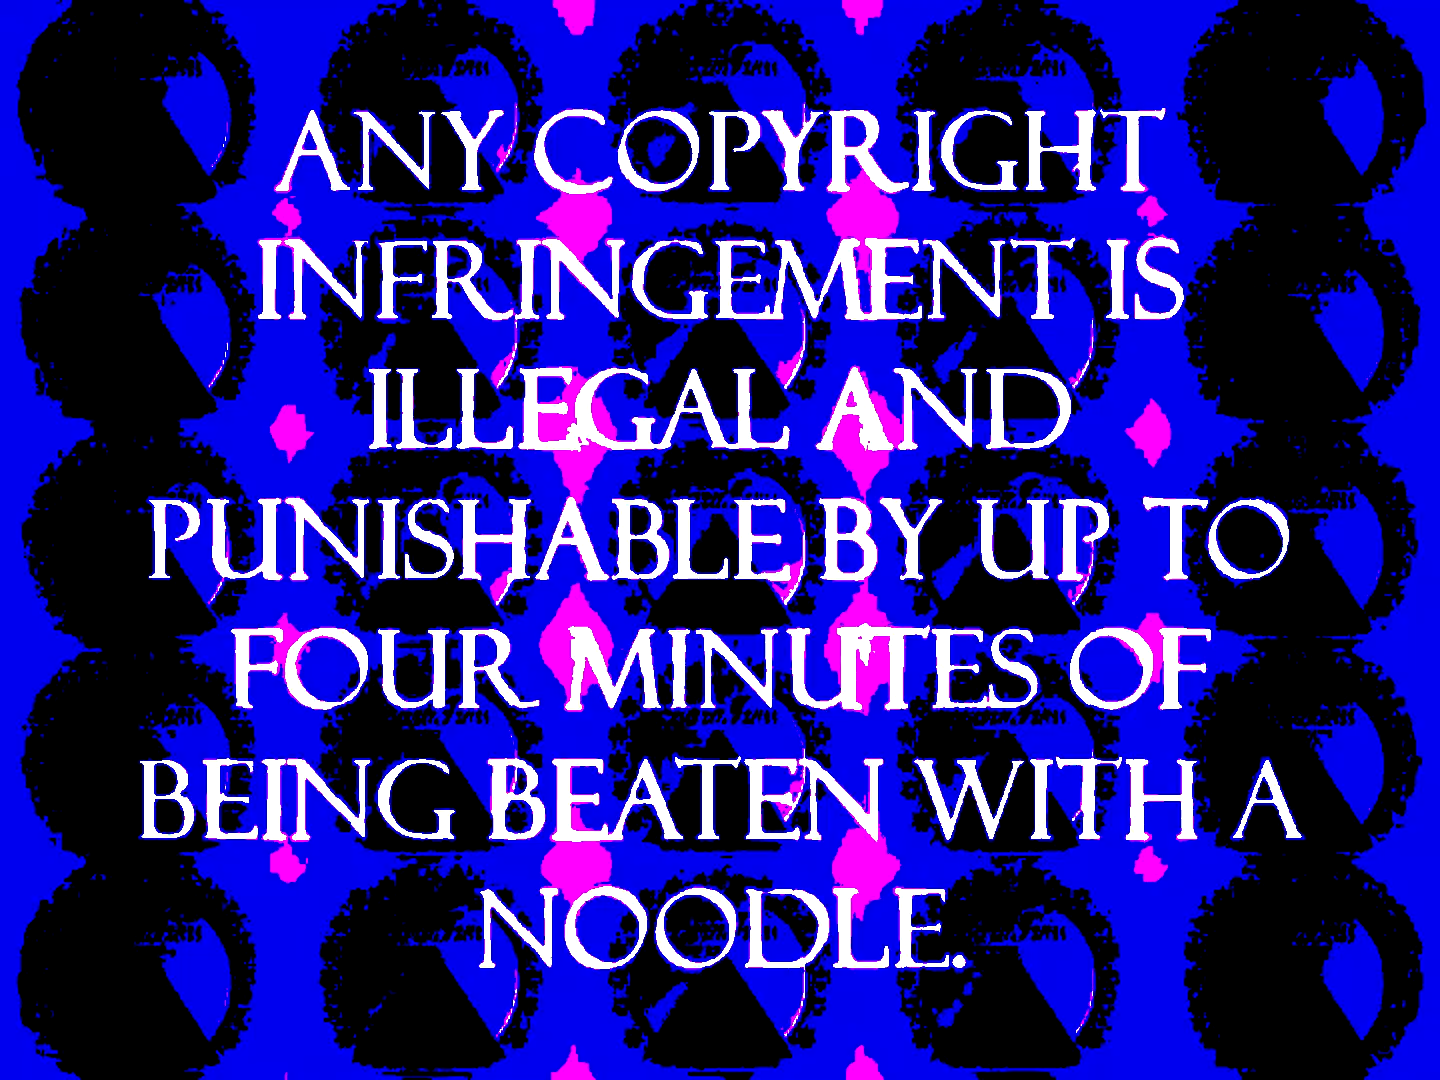 ANY COPYRIGHT
INFRINGEMENT IS
ILLEGAL AND
PUNISHABLE BY UP TO
FOUR MINUTES OF
BEING BEATEN WITH A
NOODLE.